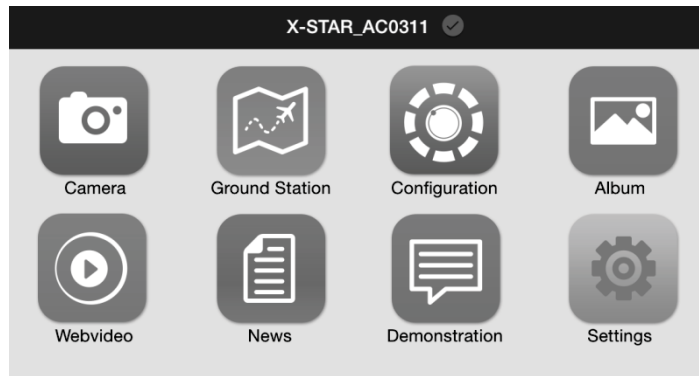 X-STAR_AC0311
Camera Ground Station Configuration Album
Webvideo News Demonstration Settings